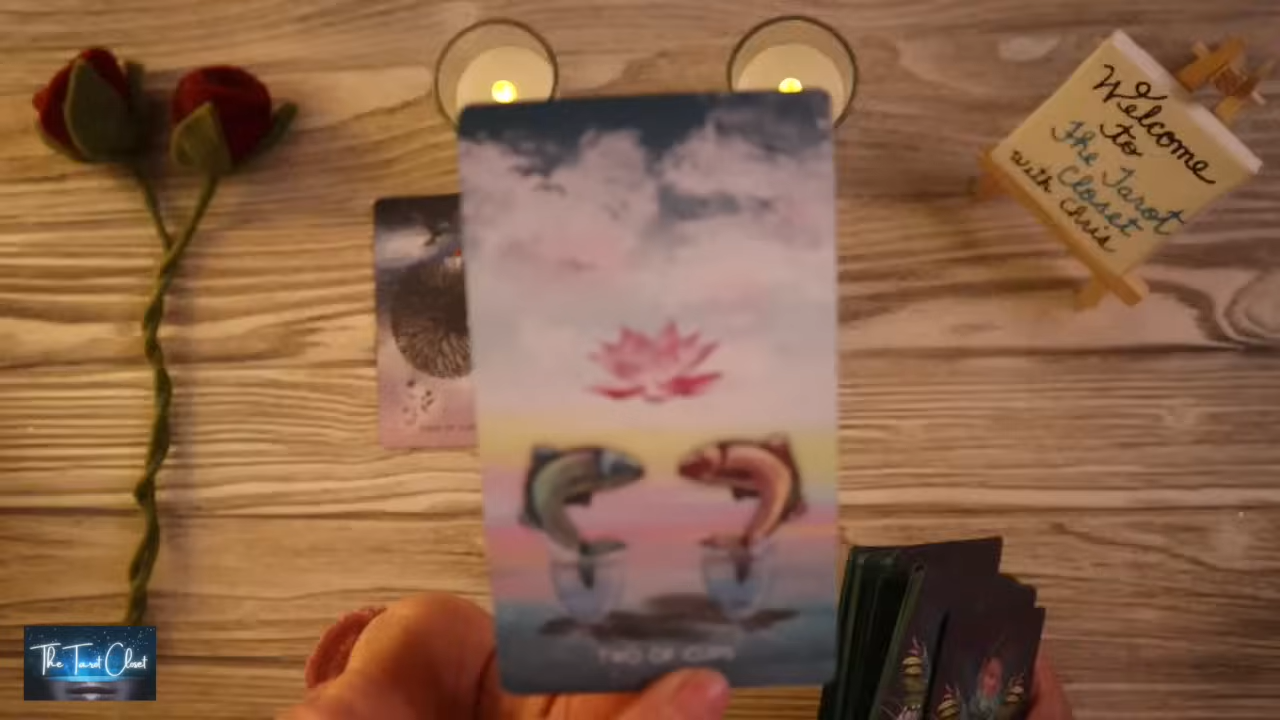 Welcome
to
The Tarot
Closet
with Chris
TWO OF CUPS
The Tarot Closet